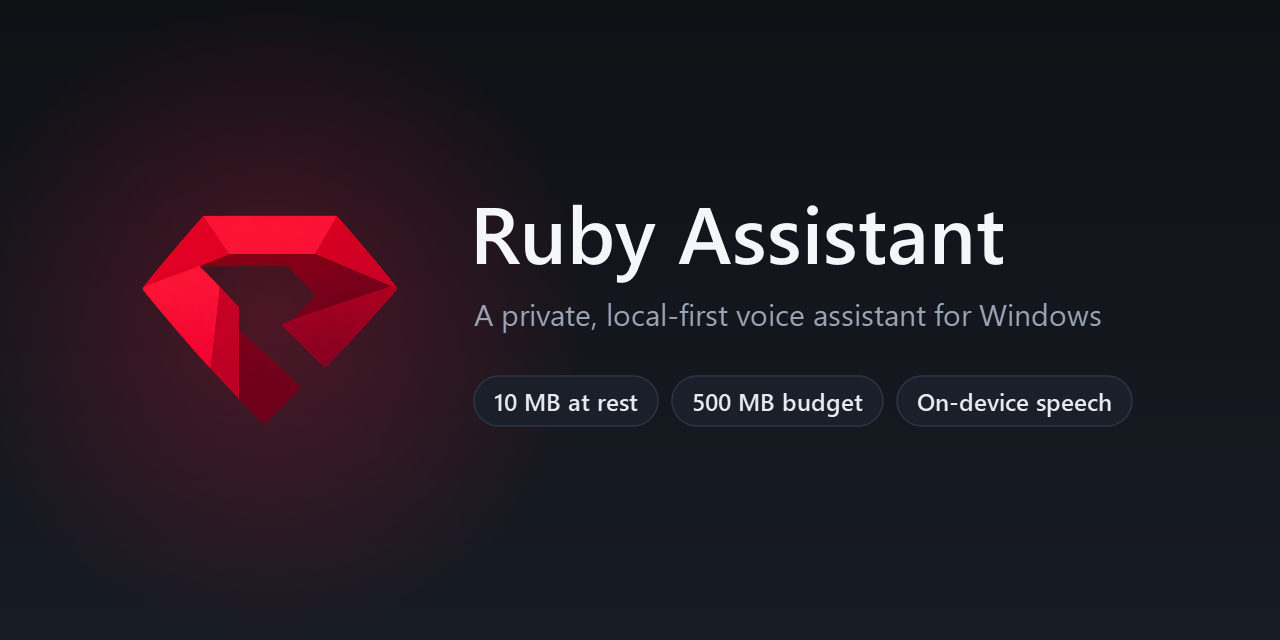 Ruby Assistant
A private, local-first voice assistant for Windows
10 MB at rest
500 MB budget
On-device speech